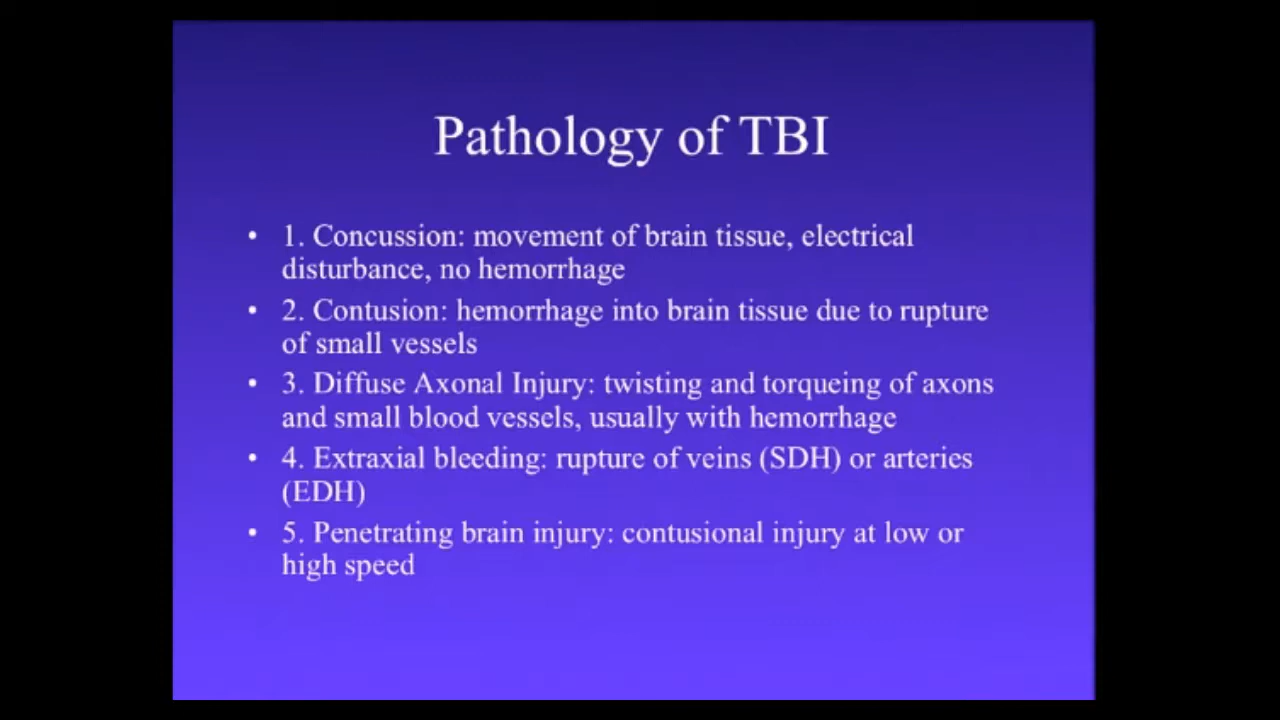 Pathology of TBI
• 1. Concussion: movement of brain tissue, electrical
disturbance, no hemorrhage
• 2. Contusion: hemorrhage into brain tissue due to rupture
of small vessels
• 3. Diffuse Axonal Injury: twisting and torqueing of axons
and small blood vessels, usually with hemorrhage
• 4. Extraxial bleeding: rupture of veins (SDH) or arteries
(EDH)
• 5. Penetrating brain injury: contusional injury at low or
high speed